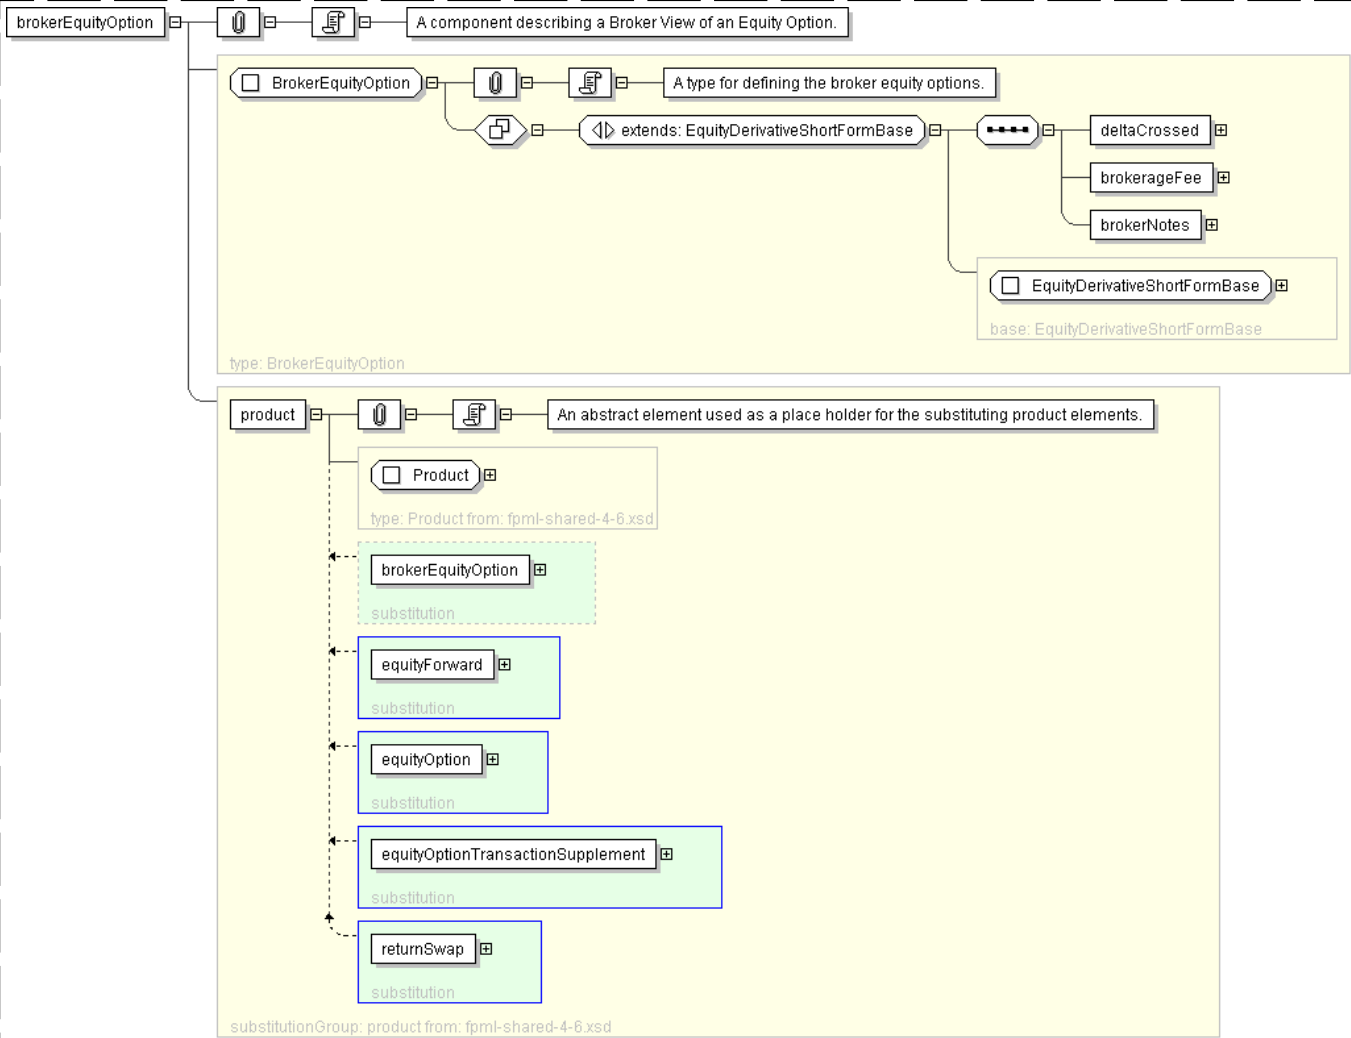 brokerEquityOption
A component describing a Broker View of an Equity Option.
BrokerEquityOption
A type for defining the broker equity options.
extends: EquityDerivativeShortFormBase
deltaCrossed
brokerageFee
brokerNotes
EquityDerivativeShortFormBase
base: EquityDerivativeShortFormBase
type: BrokerEquityOption
product
An abstract element used as a place holder for the substituting product elements.
Product
type: Product from: fpml-shared-4-6.xsd
brokerEquityOption
substitution
equityForward
substitution
equityOption
substitution
equityOptionTransactionSupplement
substitution
returnSwap
substitution
substitutionGroup: product from: fpml-shared-4-6.xsd